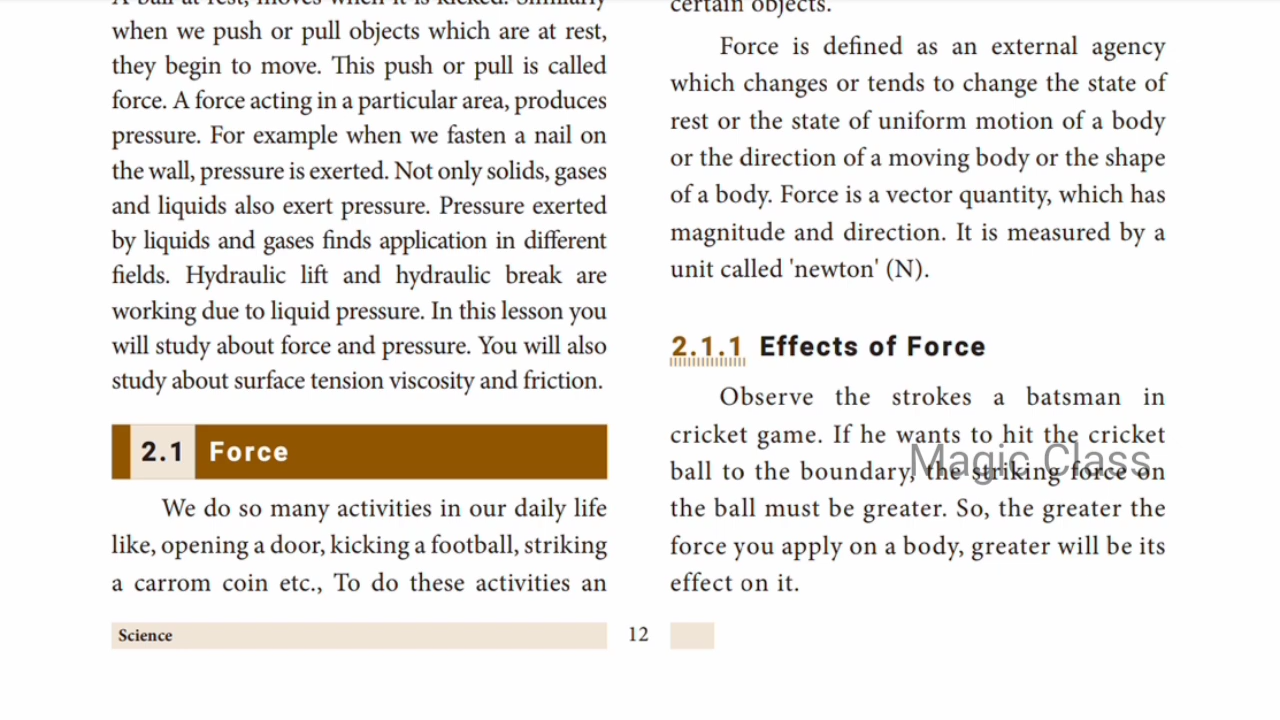 A ball at rest, moves when it is kicked. Similarly
when we push or pull objects which are at rest,
they begin to move. This push or pull is called
force. A force acting in a particular area, produces
pressure. For example when we fasten a nail on
the wall, pressure is exerted. Not only solids, gases
and liquids also exert pressure. Pressure exerted
by liquids and gases finds application in different
fields. Hydraulic lift and hydraulic break are
working due to liquid pressure. In this lesson you
will study about force and pressure. You will also
study about surface tension viscosity and friction.
2.1 Force
We do so many activities in our daily life
like, opening a door, kicking a football, striking
a carrom coin etc., To do these activities an
certain objects.
Force is defined as an external agency
which changes or tends to change the state of
rest or the state of uniform motion of a body
or the direction of a moving body or the shape
of a body. Force is a vector quantity, which has
magnitude and direction. It is measured by a
unit called 'newton' (N).
2.1.1 Effects of Force
Observe the strokes a batsman in
cricket game. If he wants to hit the cricket
ball to the boundary, the striking force on
the ball must be greater. So, the greater the
force you apply on a body, greater will be its
effect on it.
Magic Class
Science
12